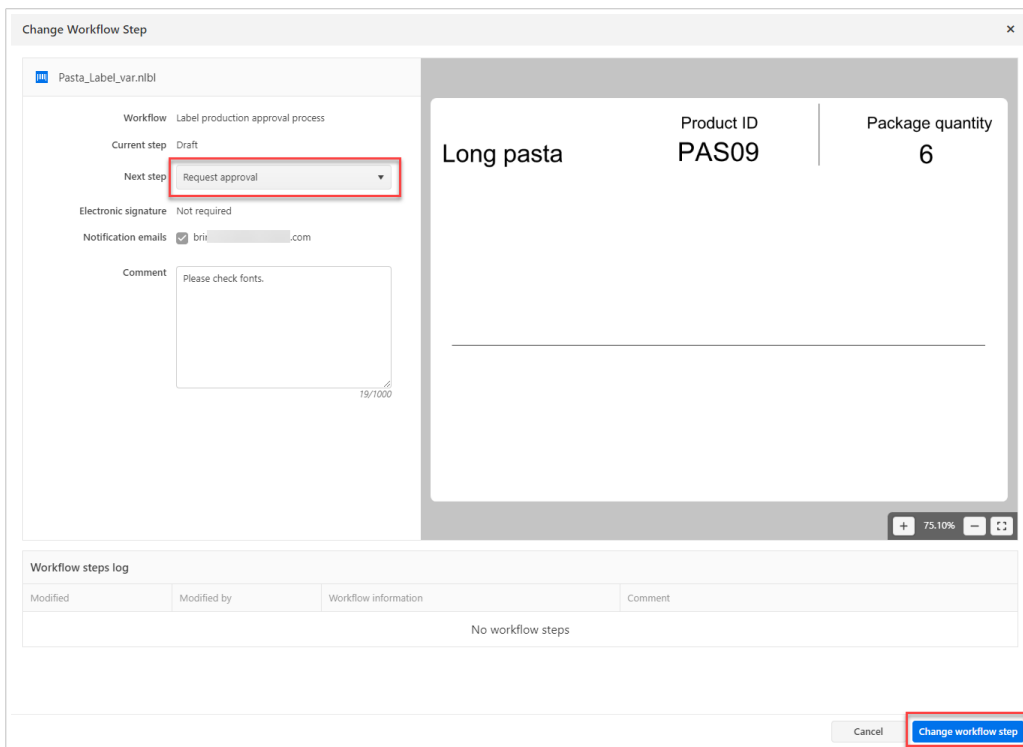 Change Workflow Step
Pasta_Label_var.nlbl
Workflow Label production approval process
Current step Draft
Next step Request approval
Electronic signature Not required
Notification emails .com
Comment Please check fonts.
19/1000
Long pasta
Product ID
PAS09
Package quantity
6
75.10%
Workflow steps log
Modified Modified by Workflow information Comment
No workflow steps
Cancel Change workflow step